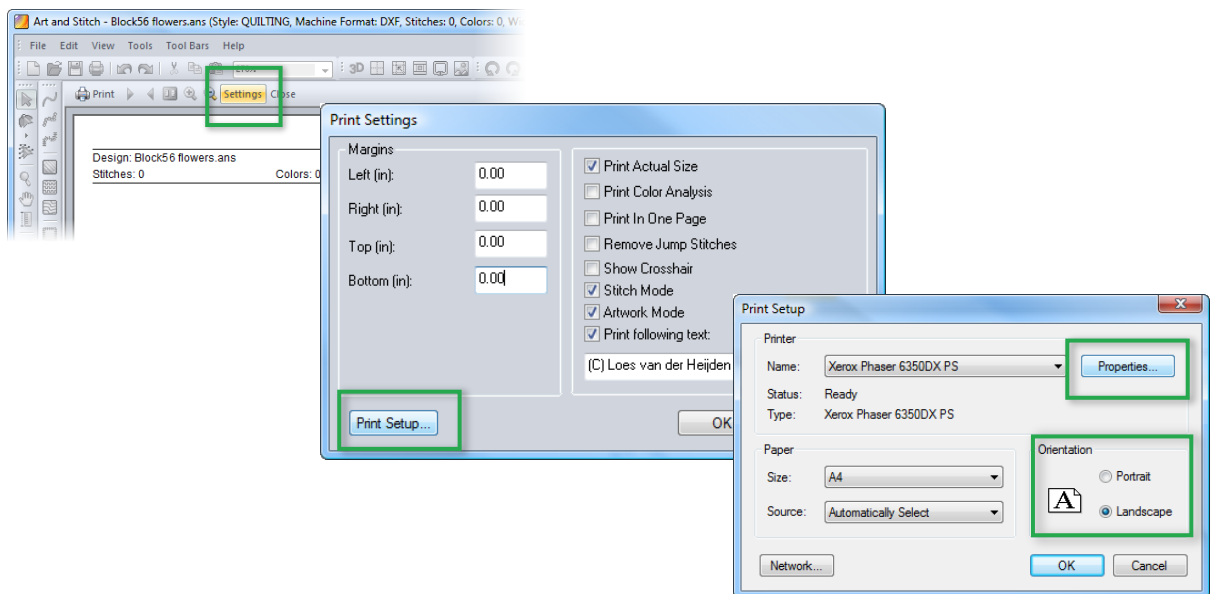 Art and Stitch - Block56 flowers.ans (Style: QUILTING, Machine Format: DXF, Stitches: 0, Colors: 0,
File Edit View Tools Tool Bars Help
3D
Print Settings Close
Design: Block56 flowers.ans
Stitches: 0 Colors: 0
Print Settings
Margins
Left (in): 0.00
Right (in): 0.00
Top (in): 0.00
Bottom (in): 0.00
Print Setup...
Print Actual Size
Print Color Analysis
Print In One Page
Remove Jump Stitches
Show Crosshair
Stitch Mode
Artwork Mode
Print following text:
(C) Loes van der Heijden
OK
Print Setup
Printer
Name: Xerox Phaser 6350DX PS Properties...
Status: Ready
Type: Xerox Phaser 6350DX PS
Paper
Size: A4
Source: Automatically Select
Orientation
A
Portrait
Landscape
Network... OK Cancel